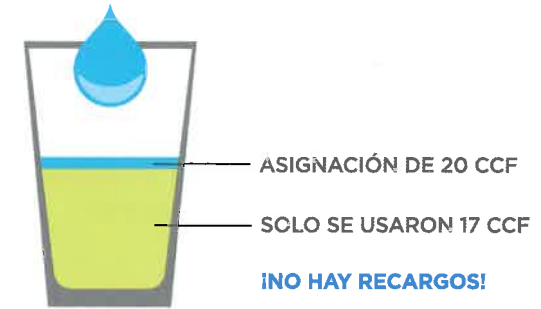 ASIGNACIÓN DE 20 CCF
SOLO SE USARON 17 CCF
¡NO HAY RECARGOS!